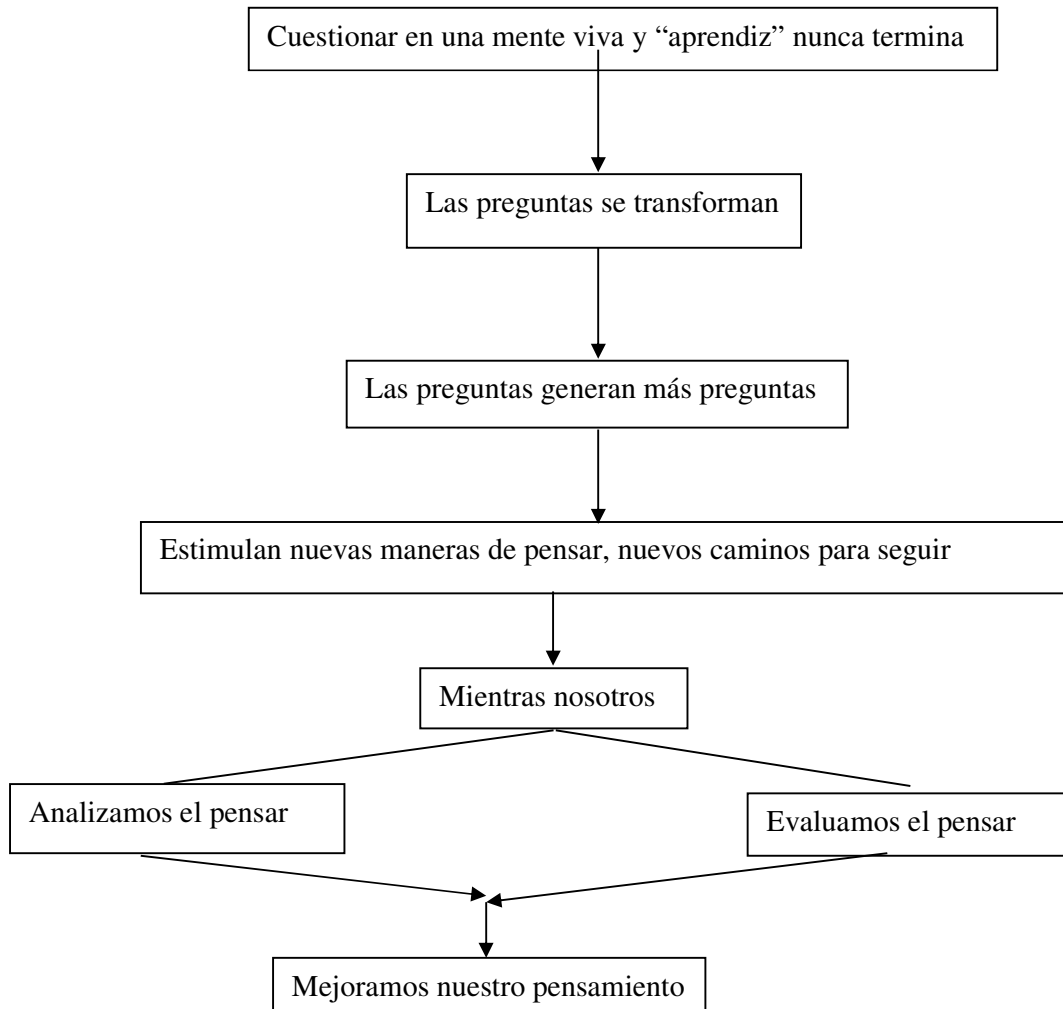 Cuestionar en una mente viva y “aprendiz” nunca termina
Las preguntas se transforman
Las preguntas generan más preguntas
Estimulan nuevas maneras de pensar, nuevos caminos para seguir
Mientras nosotros
Analizamos el pensar
Evaluamos el pensar
Mejoramos nuestro pensamiento